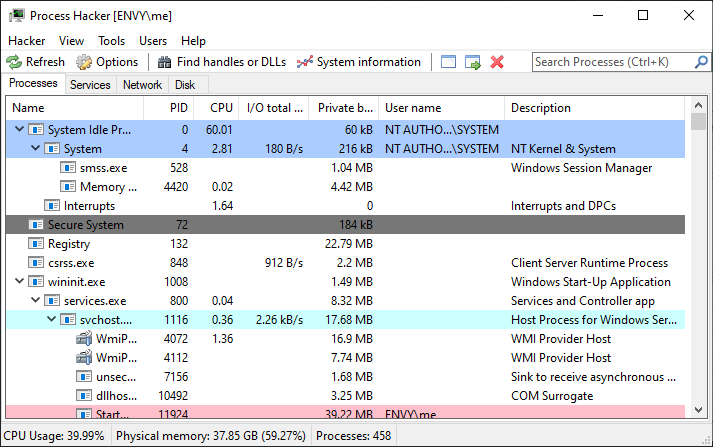 Process Hacker [ENVY\me]
Hacker View Tools Users Help
Refresh Options Find handles or DLLs System information Search Processes (Ctrl+K)
Processes Services Network Disk
Name PID CPU I/O total ... Private b... User name Description
System Idle Pr... 0 60.01 60 kB NT AUTHO...\SYSTEM
System 4 2.81 180 B/s 216 kB NT AUTHO...\SYSTEM NT Kernel & System
smss.exe 528 1.04 MB Windows Session Manager
Memory ... 4420 0.02 4.42 MB
Interrupts 1.64 0 Interrupts and DPCs
Secure System 72 184 kB
Registry 132 22.79 MB
csrss.exe 848 912 B/s 2.2 MB Client Server Runtime Process
wininit.exe 1008 1.49 MB Windows Start-Up Application
services.exe 800 0.04 8.32 MB Services and Controller app
svchost.... 1116 0.36 2.26 kB/s 17.68 MB Host Process for Windows Ser...
WmiP... 4072 1.36 16.9 MB WMI Provider Host
WmiP... 4112 7.74 MB WMI Provider Host
unsec... 7156 1.68 MB Sink to receive asynchronous ...
dllhos... 10492 3.25 MB COM Surrogate
Start... 11924 39.22 MB ENVY\me
CPU Usage: 39.99% Physical memory: 37.85 GB (59.27%) Processes: 458